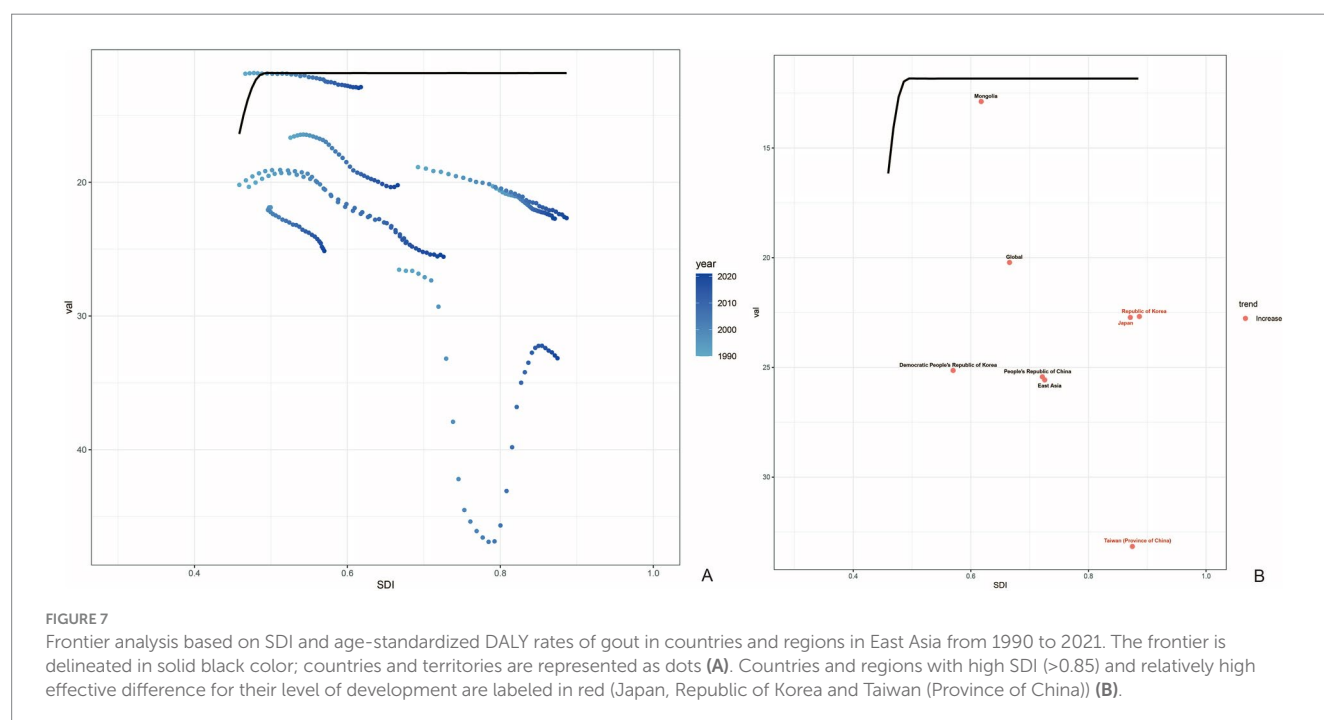 20
30
40
val
0.4
0.6
0.8
1.0
SDI
year
2020
2010
2000
1990
A
15
20
25
30
val
0.4
0.6
0.8
1.0
SDI
Mongolia
Global
Republic of Korea
Japan
Democratic People's Republic of Korea
People's Republic of China
East Asia
Taiwan (Province of China)
trend
Increase
B
FIGURE 7
Frontier analysis based on SDI and age-standardized DALY rates of gout in countries and regions in East Asia from 1990 to 2021. The frontier is
delineated in solid black color; countries and territories are represented as dots (A). Countries and regions with high SDI (>0.85) and relatively high
effective difference for their level of development are labeled in red (Japan, Republic of Korea and Taiwan (Province of China)) (B).